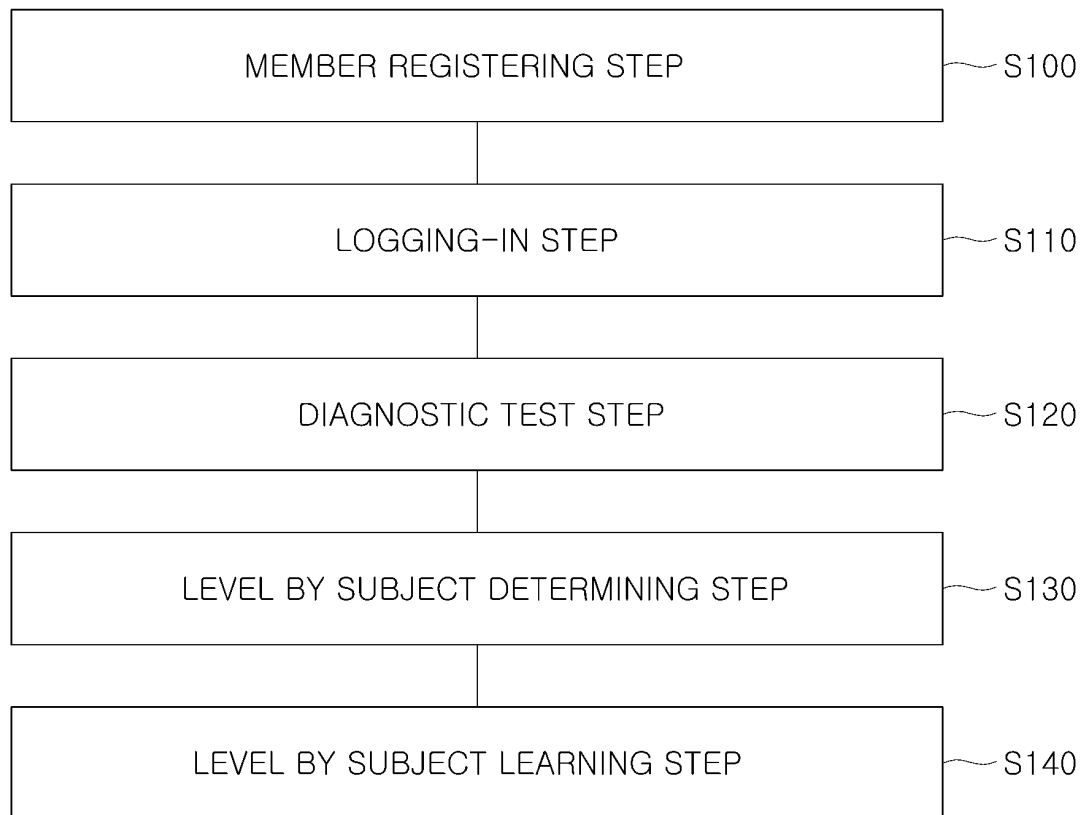 MEMBER REGISTERING STEP S100
LOGGING-IN STEP S110
DIAGNOSTIC TEST STEP S120
LEVEL BY SUBJECT DETERMINING STEP S130
LEVEL BY SUBJECT LEARNING STEP S140